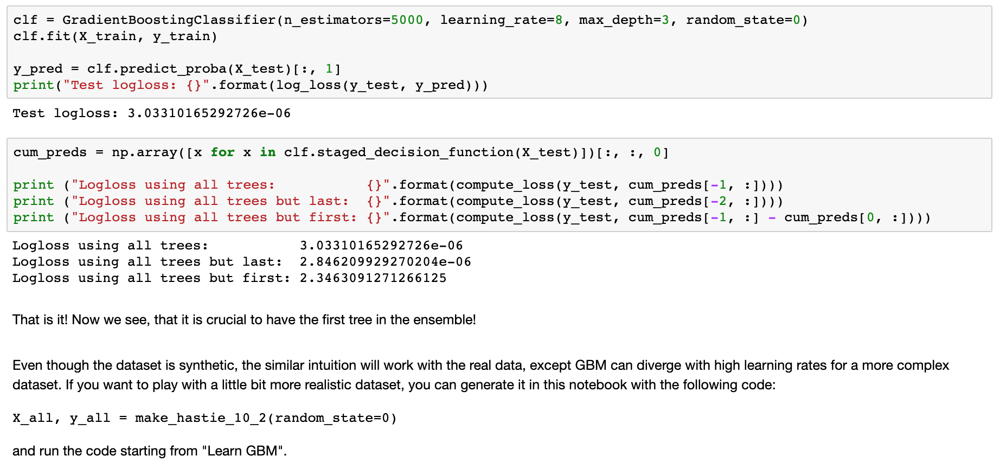 clf = GradientBoostingClassifier(n_estimators=5000, learning_rate=8, max_depth=3, random_state=0)
clf.fit(X_train, y_train)
y_pred = clf.predict_proba(X_test)[:, 1]
print("Test logloss: {}".format(log_loss(y_test, y_pred)))
Test logloss: 3.03310165292726e-06
cum_preds = np.array([x for x in clf.staged_decision_function(X_test)])[:, :, 0]
print ("Logloss using all trees:           {}".format(compute_loss(y_test, cum_preds[-1, :])))
print ("Logloss using all trees but last:  {}".format(compute_loss(y_test, cum_preds[-2, :])))
print ("Logloss using all trees but first: {}".format(compute_loss(y_test, cum_preds[-1, :] - cum_preds[0, :])))
Logloss using all trees:           3.03310165292726e-06
Logloss using all trees but last:  2.846209929270204e-06
Logloss using all trees but first: 2.3463091271266125
That is it! Now we see, that it is crucial to have the first tree in the ensemble!
Even though the dataset is synthetic, the similar intuition will work with the real data, except GBM can diverge with high learning rates for a more complex
dataset. If you want to play with a little bit more realistic dataset, you can generate it in this notebook with the following code:
X_all, y_all = make_hastie_10_2(random_state=0)
and run the code starting from "Learn GBM".